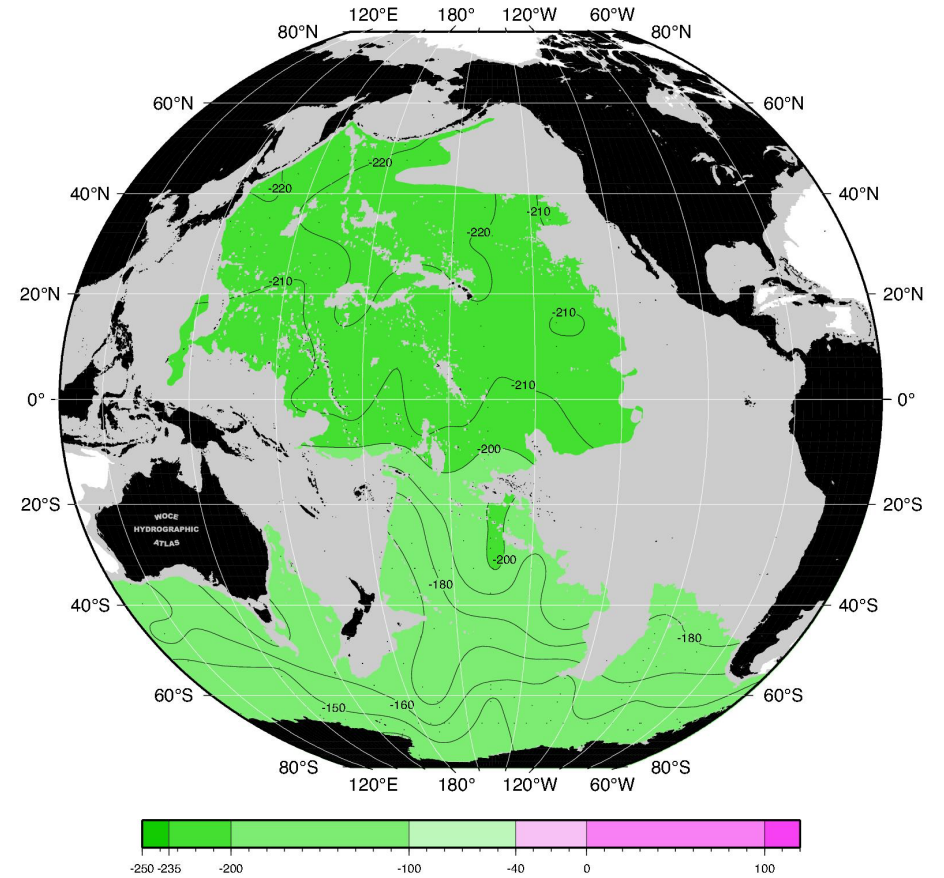 120°E 180° 120°W 60°W
80°N 80°N
60°N 60°N
-220
40°N -220 40°N
-210
-220
-210
20°N 20°N
-210
-210
0° 0°
-200
20°S 20°S
WOCE
HYDROGRAPHIC
ATLAS
-200
-180
40°S 40°S
-180
60°S 60°S
-150 -160
80°S 80°S
120°E 180° 120°W 60°W
-250 -235 -200 -100 -40 0 100